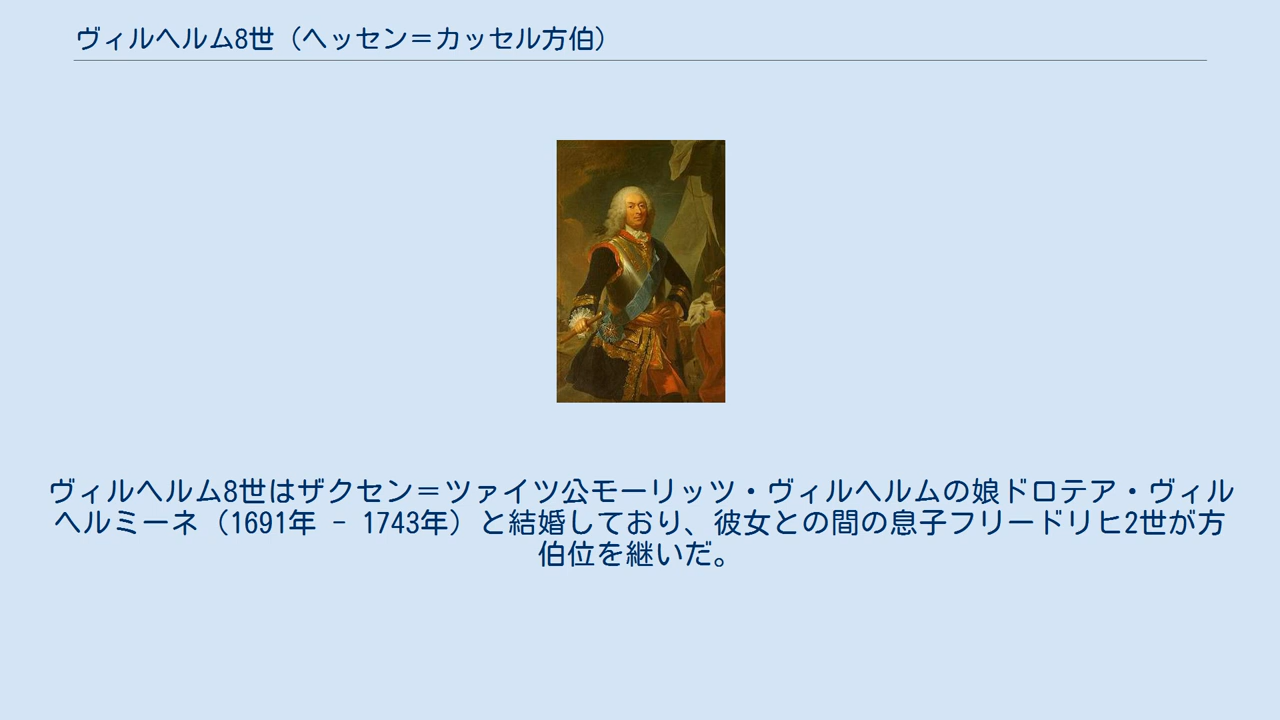 ヴィルヘルム8世（ヘッセン＝カッセル方伯）
ヴィルヘルム8世はザクセン＝ツァイツ公モーリッツ・ヴィルヘルムの娘ドロテア・ヴィル
ヘルミーネ（1691年 - 1743年）と結婚しており、彼女との間の息子フリードリヒ2世が方
伯位を継いだ。